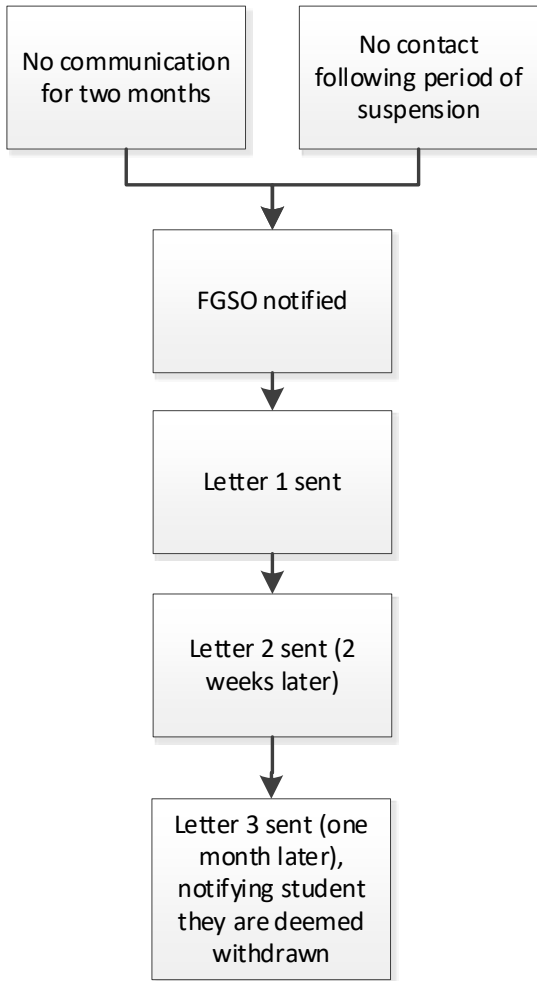 No communication
for two months
No contact
following period of
suspension
FGSO notified
Letter 1 sent
Letter 2 sent (2
weeks later)
Letter 3 sent (one
month later),
notifying student
they are deemed
withdrawn